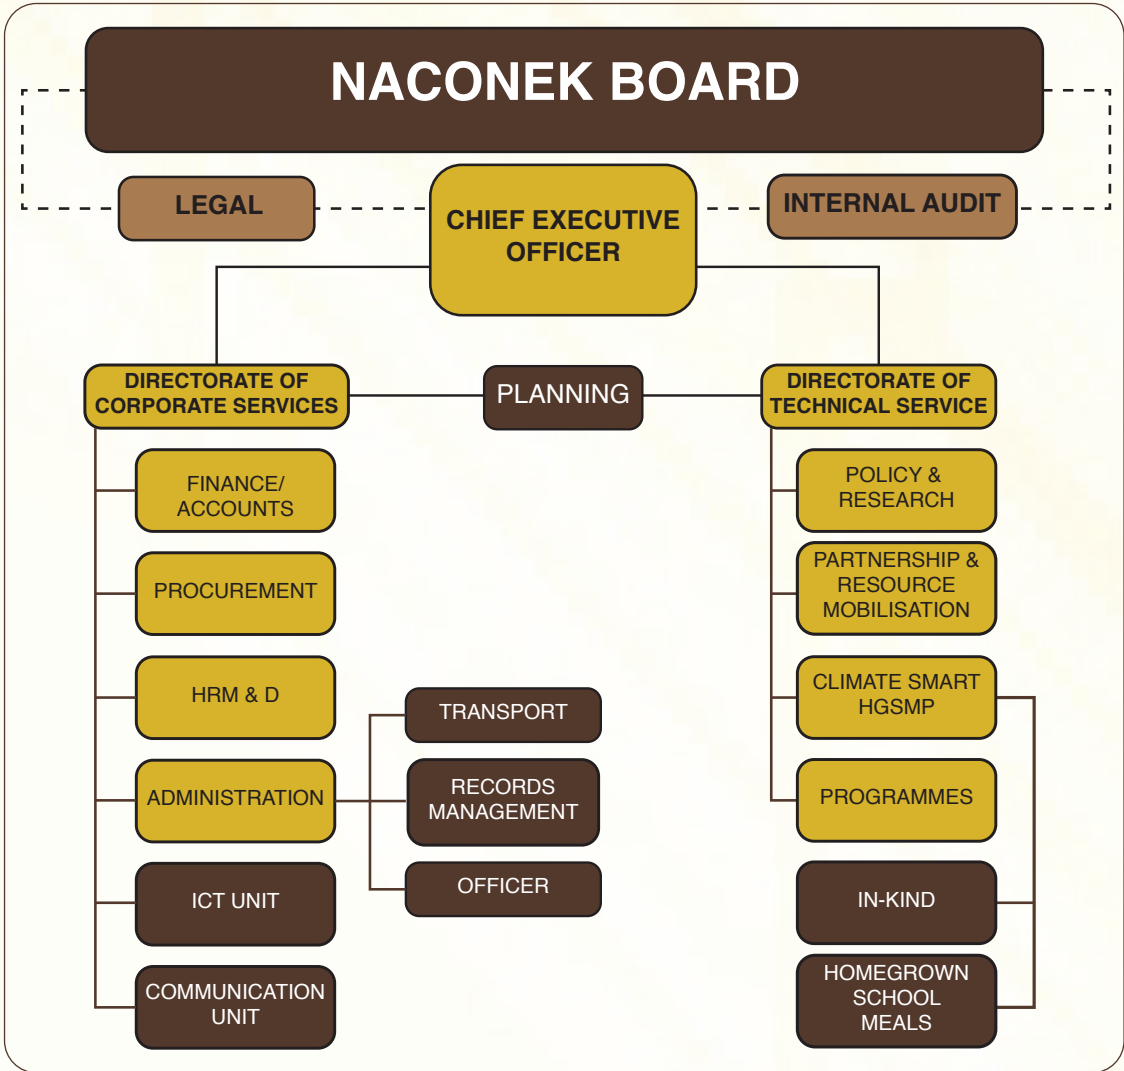 NACONEK BOARD
LEGAL
CHIEF EXECUTIVE
OFFICER
INTERNAL AUDIT
DIRECTORATE OF
CORPORATE SERVICES
PLANNING
DIRECTORATE OF
TECHNICAL SERVICE
FINANCE/
ACCOUNTS
PROCUREMENT
HRM & D
ADMINISTRATION
TRANSPORT
RECORDS
MANAGEMENT
OFFICER
ICT UNIT
COMMUNICATION
UNIT
POLICY &
RESEARCH
PARTNERSHIP &
RESOURCE
MOBILISATION
CLIMATE SMART
HGSMP
PROGRAMMES
IN-KIND
HOMEGROWN
SCHOOL
MEALS